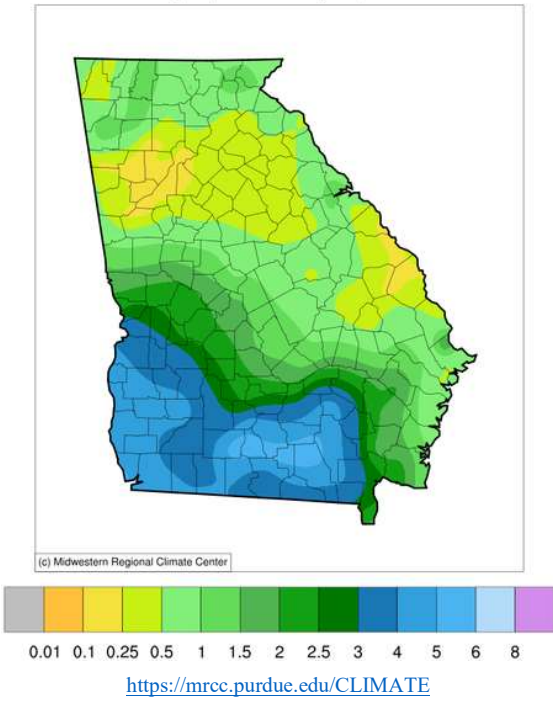 (c) Midwestern Regional Climate Center
0.01 0.1 0.25 0.5 1 1.5 2 2.5 3 4 5 6 8
https://mrcc.purdue.edu/CLIMATE